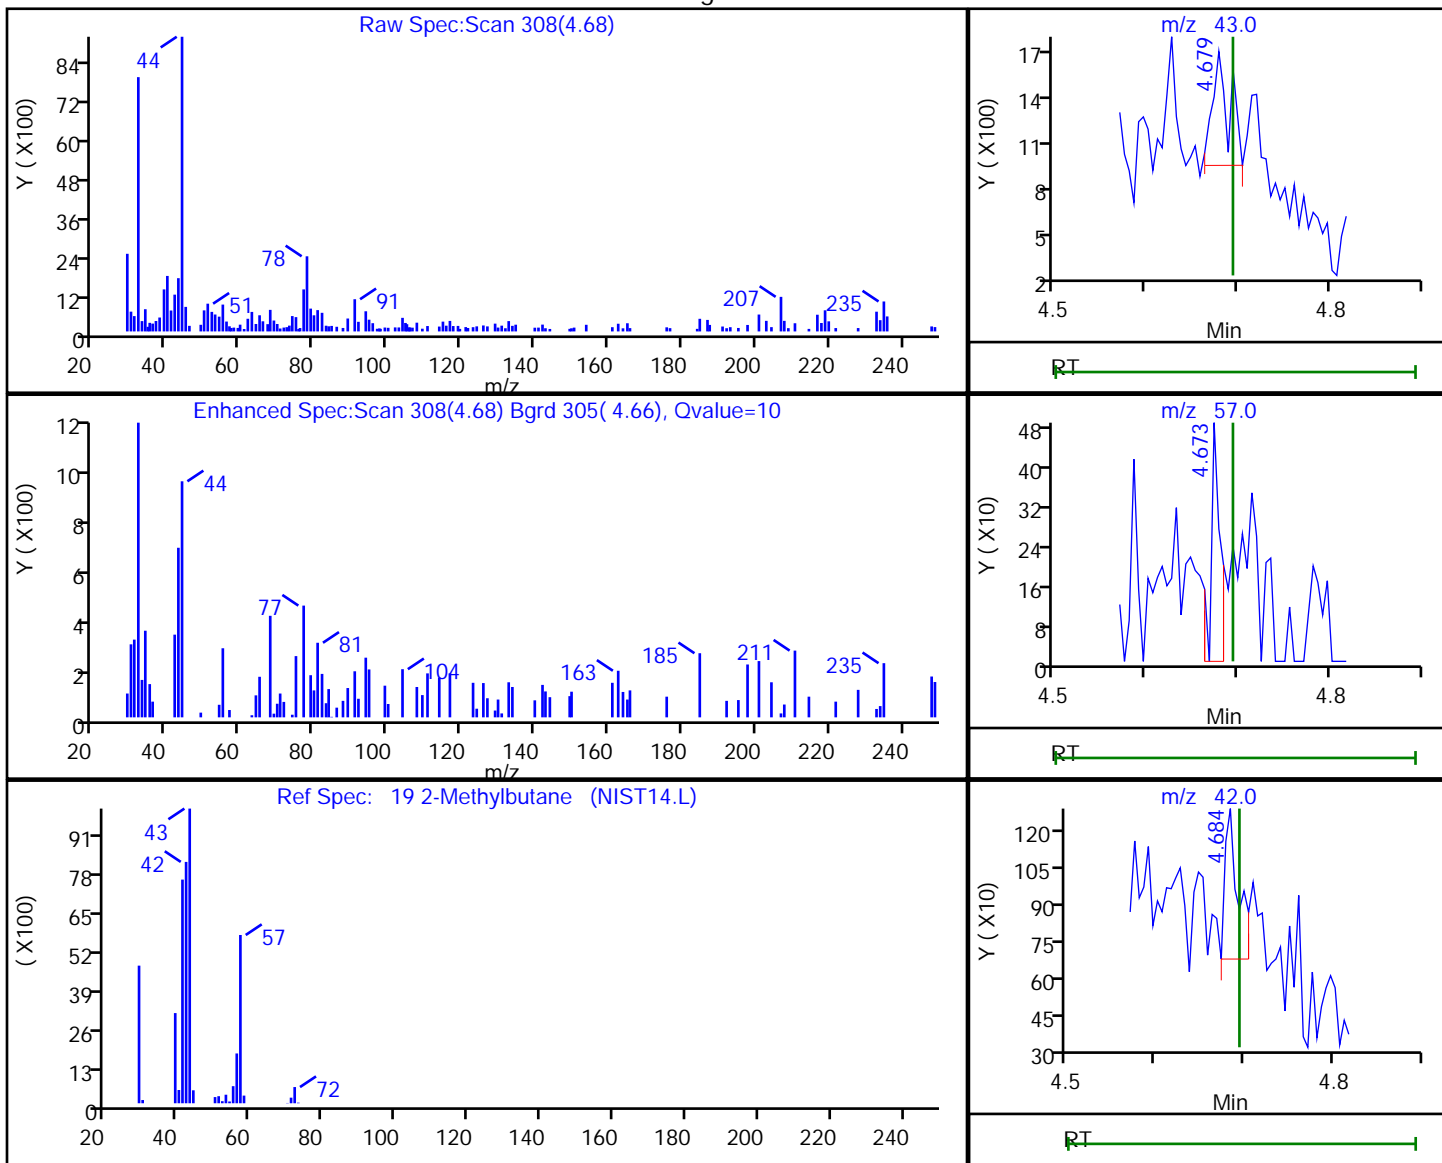 Raw Spec:Scan 308(4.68)
Y ( X100)
84
72
60
48
36
24
12
0
44
51
78
91
207
235
20 40 60 80 100 120 140 160 180 200 220 240
m/z
m/z 43.0
Y ( X100)
17
14
11
8
5
2
4.679
4.5 4.8
Min
RT
Enhanced Spec:Scan 308(4.68) Bgrd 305( 4.66), Qvalue=10
Y ( X100)
12
10
8
6
4
2
0
44
77
81
104
163
185
211
235
20 40 60 80 100 120 140 160 180 200 220 240
m/z
m/z 57.0
Y ( X10)
48
40
32
24
16
8
0
4.673
4.5 4.8
Min
RT
Ref Spec: 19 2-Methylbutane (NIST14.L)
( X100)
91
78
65
52
39
26
13
0
43
42
57
72
20 40 60 80 100 120 140 160 180 200 220 240
m/z 42.0
Y ( X10)
120
105
90
75
60
45
30
4.684
4.5 4.8
Min
RT